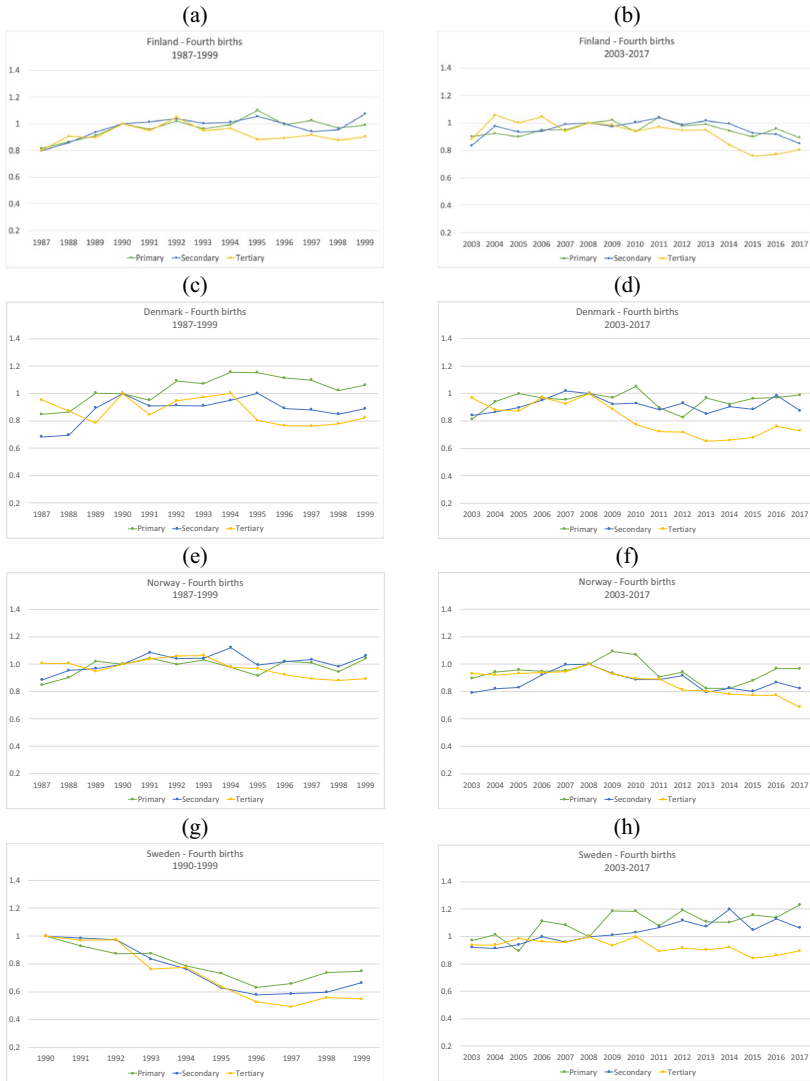 (a)
Finland - Fourth births
1987-1999
1.4
1.2
1
0.8
0.6
0.4
0.2
1987 1988 1989 1990 1991 1992 1993 1994 1995 1996 1997 1998 1999
Primary Secondary Tertiary
(b)
Finland - Fourth births
2003-2017
1.4
1.2
1
0.8
0.6
0.4
0.2
2003 2004 2005 2006 2007 2008 2009 2010 2011 2012 2013 2014 2015 2016 2017
Primary Secondary Tertiary
(c)
Denmark - Fourth births
1987-1999
1.4
1.2
1
0.8
0.6
0.4
0.2
1987 1988 1989 1990 1991 1992 1993 1994 1995 1996 1997 1998 1999
Primary Secondary Tertiary
(d)
Denmark - Fourth births
2003-2017
1.4
1.2
1
0.8
0.6
0.4
0.2
2003 2004 2005 2006 2007 2008 2009 2010 2011 2012 2013 2014 2015 2016 2017
Primary Secondary Tertiary
(e)
Norway - Fourth births
1987-1999
1.4
1.2
1.0
0.8
0.6
0.4
0.2
1987 1988 1989 1990 1991 1992 1993 1994 1995 1996 1997 1998 1999
Primary Secondary Tertiary
(f)
Norway - Fourth births
2003-2017
1.4
1.2
1.0
0.8
0.6
0.4
0.2
2003 2004 2005 2006 2007 2008 2009 2010 2011 2012 2013 2014 2015 2016 2017
Primary Secondary Tertiary
(g)
Sweden - Fourth births
1990-1999
1.4
1.2
1
0.8
0.6
0.4
0.2
1990 1991 1992 1993 1994 1995 1996 1997 1998 1999
Primary Secondary Tertiary
(h)
Sweden - Fourth births
2003-2017
1.4
1.2
1
0.8
0.6
0.4
0.2
2003 2004 2005 2006 2007 2008 2009 2010 2011 2012 2013 2014 2015 2016 2017
Primary Secondary Tertiary